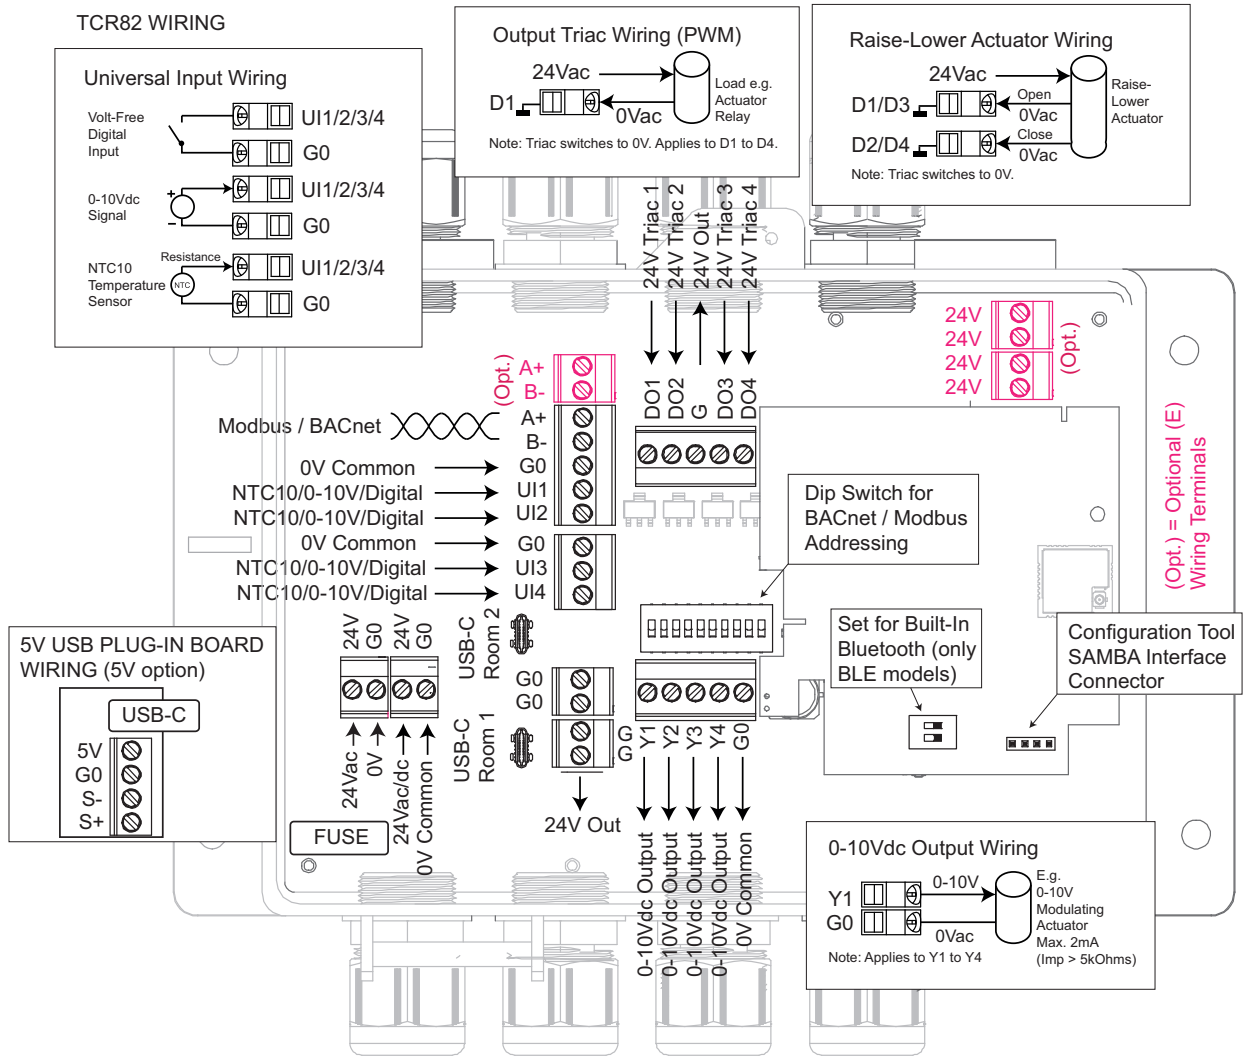 TCR82 WIRING
Universal Input Wiring
Volt-Free
Digital
Input
UI1/2/3/4
G0
0-10Vdc
Signal
+
-
UI1/2/3/4
G0
NTC10
Temperature
Sensor
Resistance
NTC
UI1/2/3/4
G0
Output Triac Wiring (PWM)
24Vac
D1
0Vac
Load e.g.
Actuator
Relay
Note: Triac switches to 0V. Applies to D1 to D4.
Raise-Lower Actuator Wiring
24Vac
D1/D3
Open
0Vac
D2/D4
Close
0Vac
Raise-
Lower
Actuator
Note: Triac switches to 0V.
24V Triac 1
24V Triac 2
24V Out
24V Triac 3
24V Triac 4
DO1
DO2
G
DO3
DO4
24V
24V
24V
24V
(Opt.)
(Opt.)
A+
B-
Modbus / BACnet
A+
B-
0V Common
G0
NTC10/0-10V/Digital
UI1
NTC10/0-10V/Digital
UI2
0V Common
G0
NTC10/0-10V/Digital
UI3
NTC10/0-10V/Digital
UI4
Dip Switch for
BACnet / Modbus
Addressing
(Opt.) = Optional (E)
Wiring Terminals
5V USB PLUG-IN BOARD
WIRING (5V option)
USB-C
5V
G0
S-
S+
24V
G0
24V
G0
24Vac
0V
24Vac/dc
0V Common
USB-C
Room 2
USB-C
Room 1
G0
G0
G
G
24V Out
FUSE
Y1
Y2
Y3
Y4
G0
0-10Vdc Output
0-10Vdc Output
0-10Vdc Output
0-10Vdc Output
0V Common
Set for Built-In
Bluetooth (only
BLE models)
Configuration Tool
SAMBA Interface
Connector
0-10Vdc Output Wiring
Y1
G0
0-10V
0Vac
E.g.
0-10V
Modulating
Actuator
Max. 2mA
(Imp > 5kOhms)
Note: Applies to Y1 to Y4